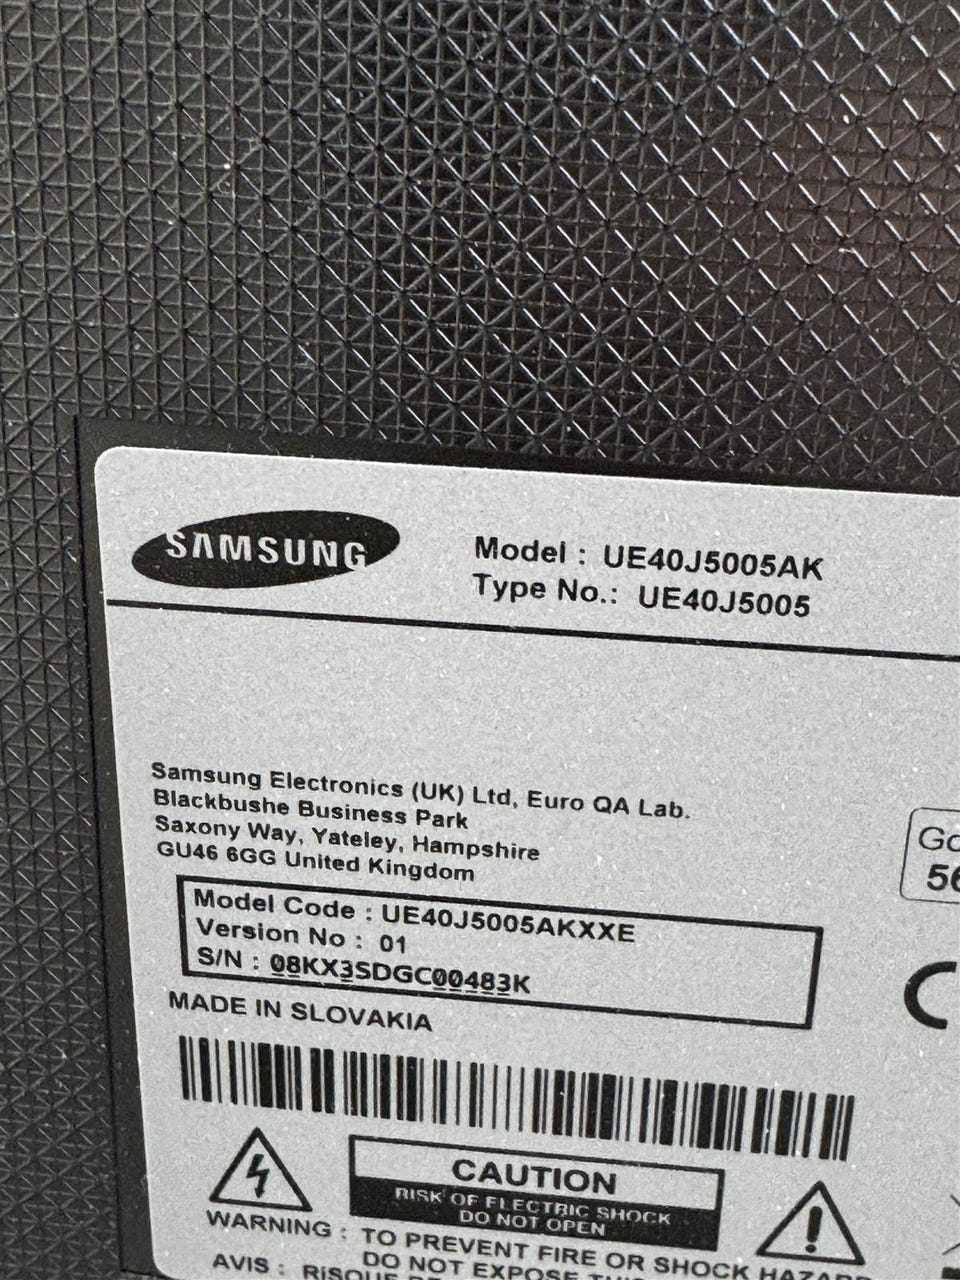 SAMSUNG
Model : UE40J5005AK
Type No.: UE40J5005
Samsung Electronics (UK) Ltd, Euro QA Lab.
Blackbushe Business Park
Saxony Way, Yateley, Hampshire
GU46 6GG United Kingdom
Model Code : UE40J5005AKXXE
Version No : 01
S/N : 08KX3SDGC00483K
MADE IN SLOVAKIA
CAUTION
RISK OF ELECTRIC SHOCK
DO NOT OPEN
WARNING : TO PREVENT FIRE OR SHOCK
DO NOT EXPOSE
AVIS :